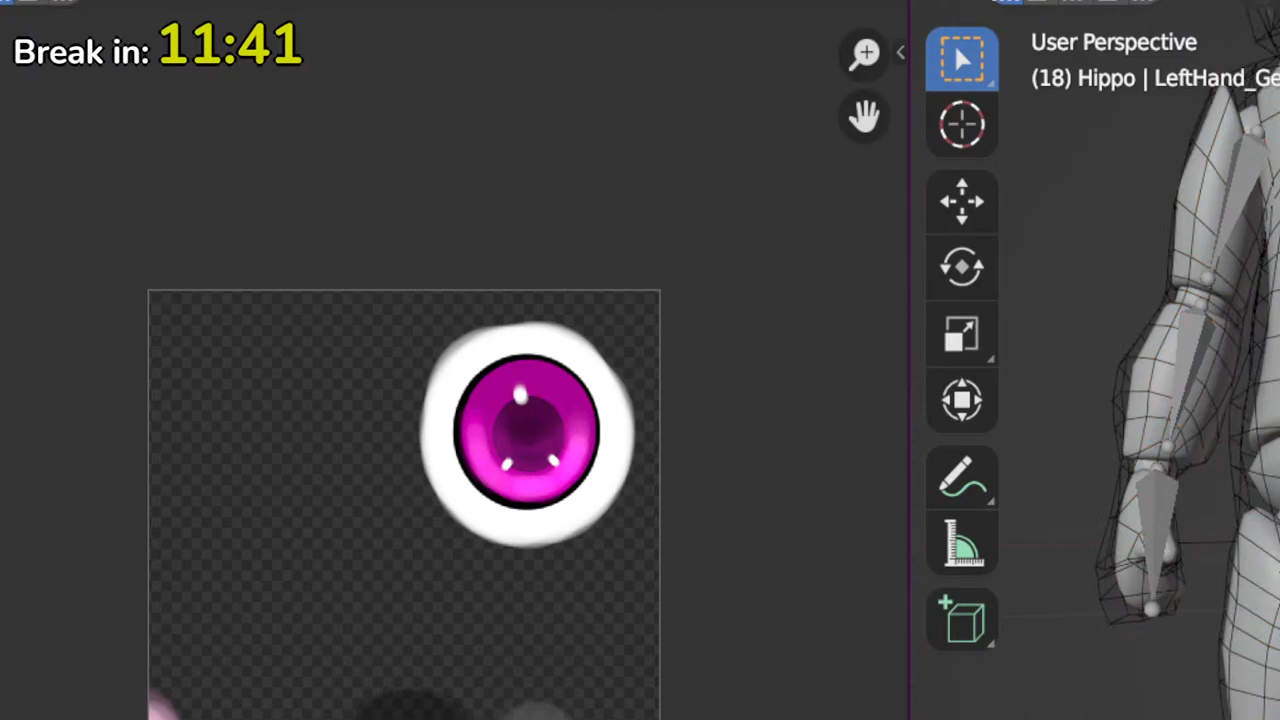 Break in: 11:41
User Perspective
(18) Hippo | LeftHand_Ge